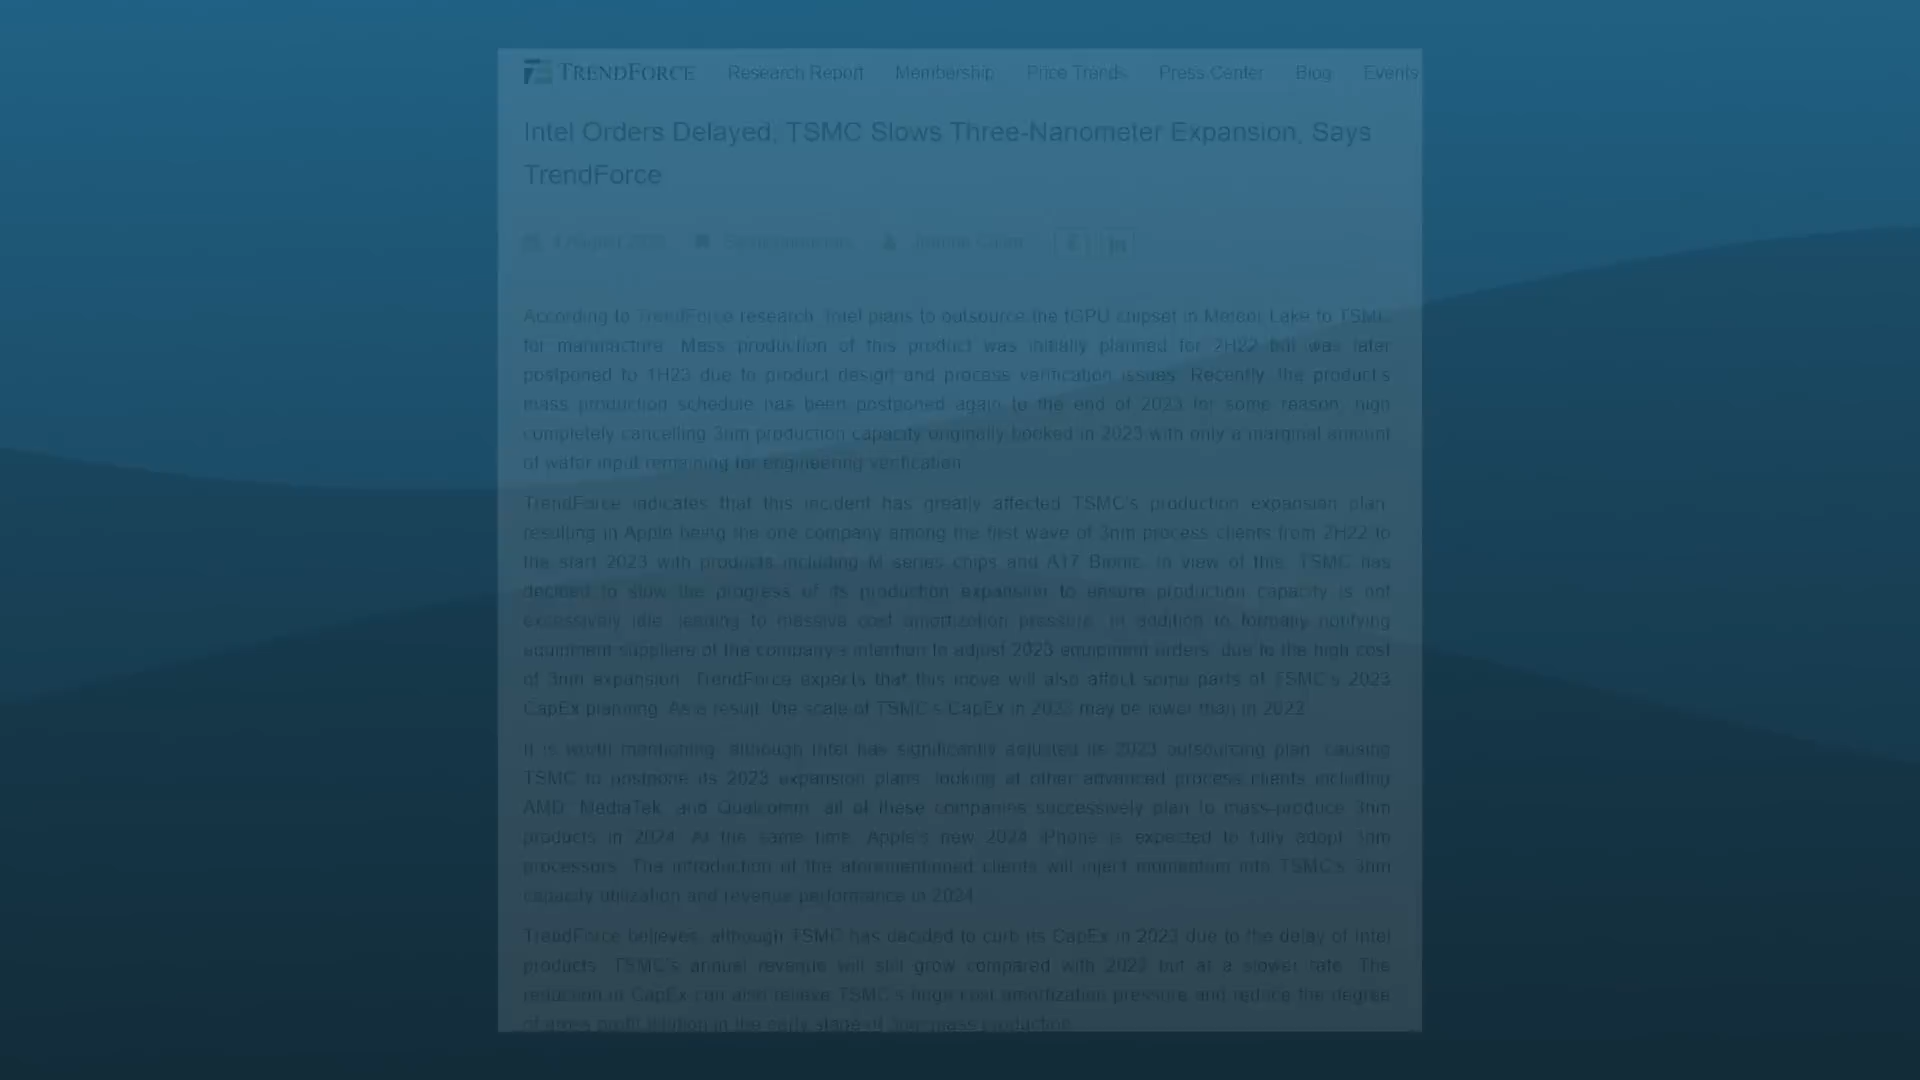 TRENDFORCE Research Report Membership Price Trends Press Center Blog Events
Intel Orders Delayed, TSMC Slows Three-Nanometer Expansion, Says
TrendForce
4 August 2022 Semiconductors
According to TrendForce research, Intel plans to outsource the tGPU chipset in Meteor Lake to TSMC
for manufacture. Mass production of this product was initially planned for 2H22 but was later
postponed to 1H23 due to product design and process verification issues. Recently, the product's
mass production schedule has been postponed again to the end of 2023 for some reason, nigh
completely cancelling 3nm production capacity originally booked in 2023 with only a marginal amount
of wafer input remaining for engineering verification.
TrendForce indicates that this incident has greatly affected TSMC's production expansion plan,
resulting in Apple being the one company among the first wave of 3nm process clients from 2H22 to
the start 2023 with products including M series chips and A17 Bionic. In view of this, TSMC has
decided to slow the progress of its production expansion to ensure production capacity is not
excessively idle, leading to massive cost amortization pressure. In addition to formally notifying
equipment suppliers of the company's intention to adjust 2023 equipment orders, due to the high cost
of 3nm expansion, TrendForce expects that this move will also affect some parts of TSMC's 2023
CapEx planning. As a result, the scale of TSMC's CapEx in 2023 may be lower than in 2022.
It is worth mentioning, although Intel has significantly adjusted its 2023 outsourcing plan, causing
TSMC to postpone its 2023 expansion plans, looking at other advanced process clients including
AMD, MediaTek, and Qualcomm, all of these companies successively plan to mass-produce 3nm
products in 2024. At the same time, Apple's new 2024 iPhone is expected to fully adopt 3nm
processors. The introduction of the aforementioned clients will inject momentum into TSMC's 3nm
capacity utilization and revenue performance in 2024.
TrendForce believes, although TSMC has decided to curb its CapEx in 2023 due to the delay of Intel
products, TSMC's annual revenue will still grow compared with 2022 but at a slower rate. The
reduction in CapEx can also relieve TSMC's huge cost amortization pressure and reduce the degree
of gross profit dilution in the early stage of 3nm mass production.